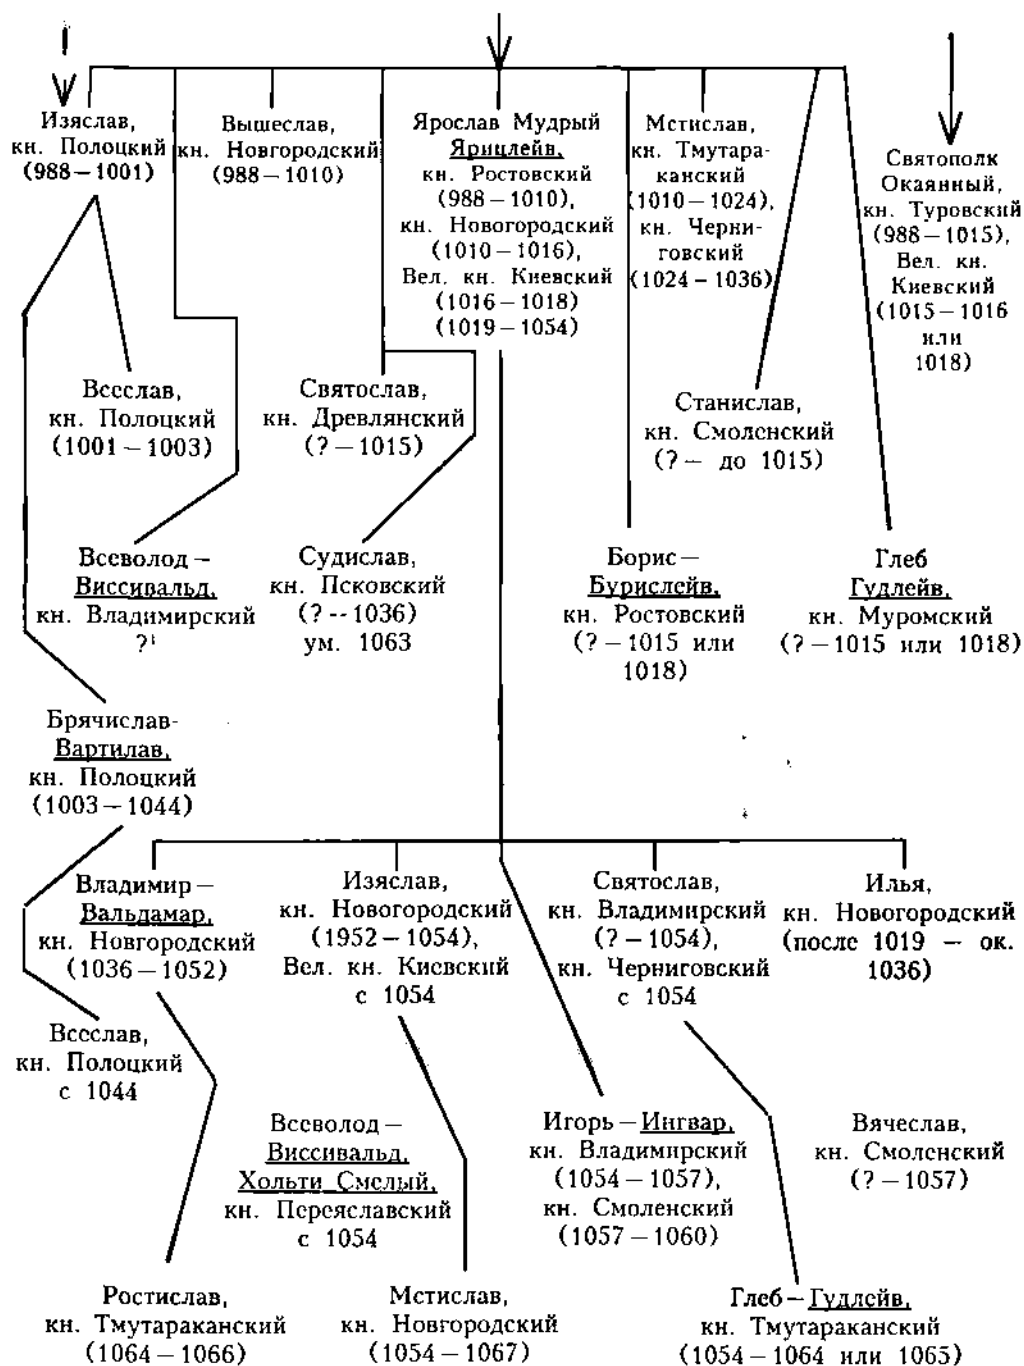 Изяслав,
кн. Полоцкий
(988–1001)
Вышеслав,
кн. Новгородский
(988–1010)
Ярослав Мудрый
Ярицлейв,
кн. Ростовский
(988–1010),
кн. Новогородский
(1010–1016),
Вел. кн. Киевский
(1016–1018)
(1019–1054)
Мстислав,
кн. Тмутара-
канский
(1010–1024),
кн. Черни-
говский
(1024–1036)
Святополк
Окаянный,
кн. Туровский
(988–1015),
Вел. кн.
Киевский
(1015–1016
или
1018)
Всеслав,
кн. Полоцкий
(1001–1003)
Святослав,
кн. Древлянский
(?–1015)
Станислав,
кн. Смоленский
(?– до 1015)
Всеволод–
Виссивальд,
кн. Владимирский
?
Судислав,
кн. Псковский
(?--1036)
ум. 1063
Борис–
Бурислейв,
кн. Ростовский
(?–1015 или
1018)
Глеб
Гудлейв,
кн. Муромский
(?–1015 или 1018)
Брячислав-
Вартилав,
кн. Полоцкий
(1003–1044)
Владимир–
Вальдамар,
кн. Новгородский
(1036–1052)
Изяслав,
кн. Новогородский
(1952–1054),
Вел. кн. Киевский
с 1054
Святослав,
кн. Владимирский
(?–1054),
кн. Черниговский
с 1054
Илья,
кн. Новогородский
(после 1019 – ок.
1036)
Всеслав,
кн. Полоцкий
с 1044
Всеволод–
Виссивальд,
Хольти Смелый,
кн. Переяславский
с 1054
Игорь–Ингвар,
кн. Владимирский
(1054–1057),
кн. Смоленский
(1057–1060)
Вячеслав,
кн. Смоленский
(?–1057)
Ростислав,
кн. Тмутараканский
(1064–1066)
Мстислав,
кн. Новгородский
(1054–1067)
Глеб–Гудлейв,
кн. Тмутараканский
(1054–1064 или 1065)